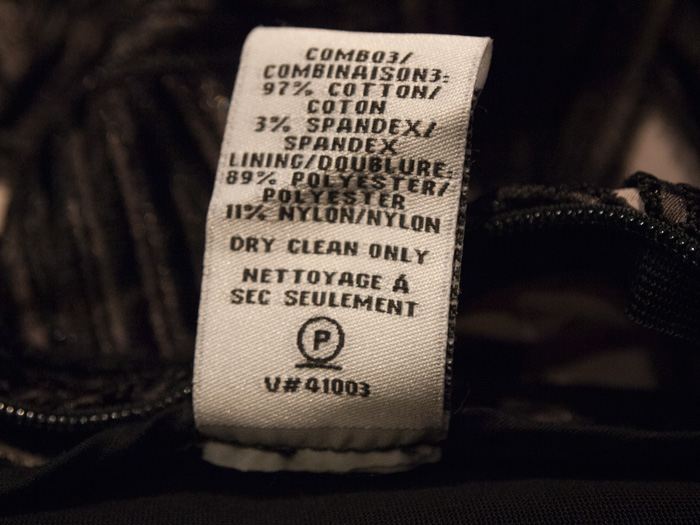 COMBO3/
COMBINAISON3:
97% COTTON/
COTON
3% SPANDEX/
SPANDEX
LINING/DOUBLURE:
89% POLYESTER/
POLYESTER
11% NYLON/NYLON
DRY CLEAN ONLY
NETTOYAGE À
SEC SEULEMENT
P
V#41003